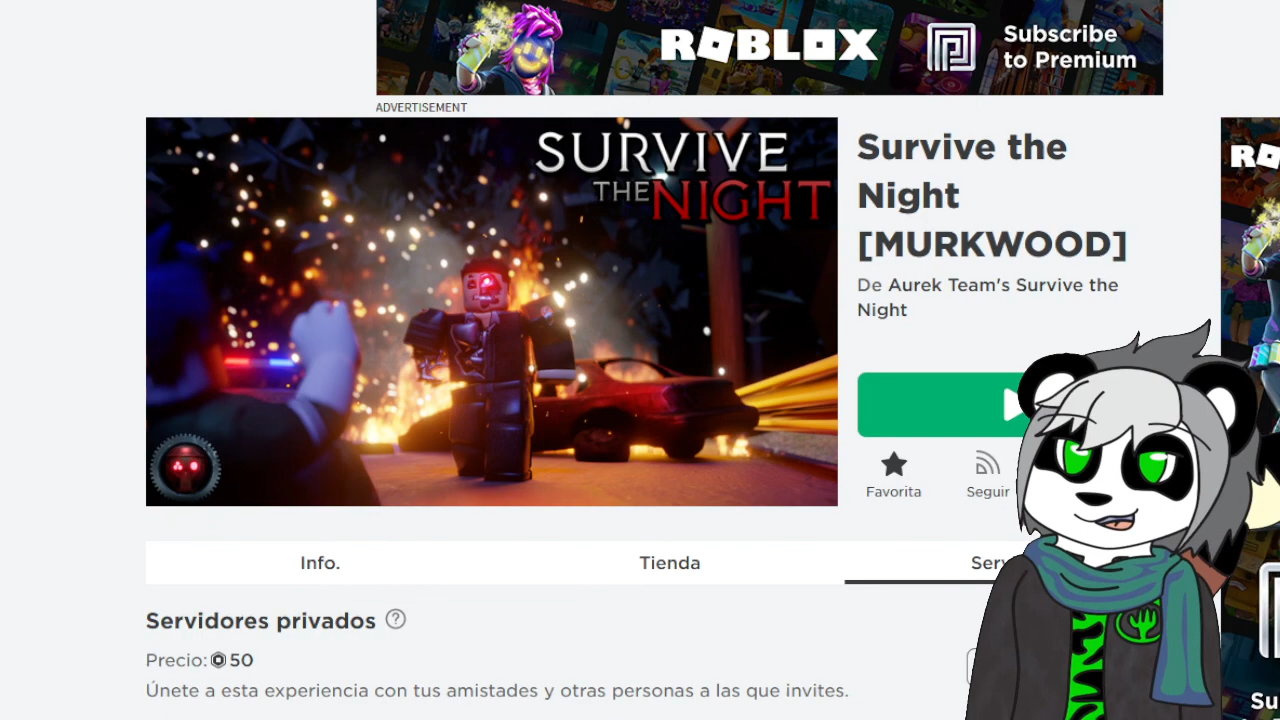 ROBLOX
Subscribe
to Premium
ADVERTISEMENT
SURVIVE
THE NIGHT
Survive the
Night
[MURKWOOD]
De Aurek Team's Survive the
Night
Favorita
Seguir
Info.
Tienda
Servidores privados
Precio: 50
Únete a esta experiencia con tus amistades y otras personas a las que invites.